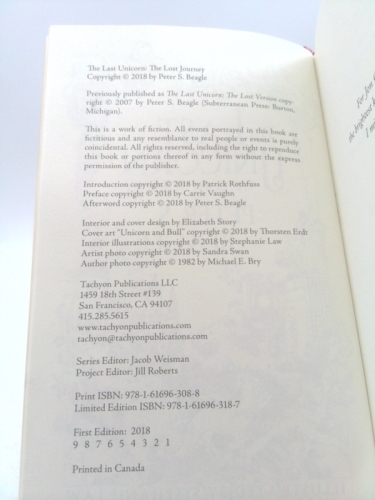 The Last Unicorn: The Lost Journey
Copyright © 2018 by Peter S. Beagle
Previously published as The Last Unicorn: The Lost Version copy-
right © 2007 by Peter S. Beagle (Subterranean Press: Burton,
Michigan).
This is a work of fiction. All events portrayed in this book are
fictitious and any resemblance to real people or events is purely
coincidental. All rights reserved, including the right to reproduce
this book or portions thereof in any form without the express
permission of the publisher.
Introduction copyright © 2018 by Patrick Rothfuss
Preface copyright © 2018 by Carrie Vaughn
Afterword copyright © 2018 by Peter S. Beagle
Interior and cover design by Elizabeth Story
Cover art "Unicorn and Bull" copyright © 2018 by Thorsten Erdt
Interior illustrations copyright © 2018 by Stephanie Law
Artist photo copyright © 2018 by Sandra Swan
Author photo copyright © 1982 by Michael E. Bry
Tachyon Publications LLC
1459 18th Street #139
San Francisco, CA 94107
415.285.5615
www.tachyonpublications.com
tachyon@tachyonpublications.com
Series Editor: Jacob Weisman
Project Editor: Jill Roberts
Print ISBN: 978-1-61696-308-8
Limited Edition ISBN: 978-1-61696-318-7
First Edition: 2018
9 8 7 6 5 4 3 2 1
Printed in Canada
For
the
I